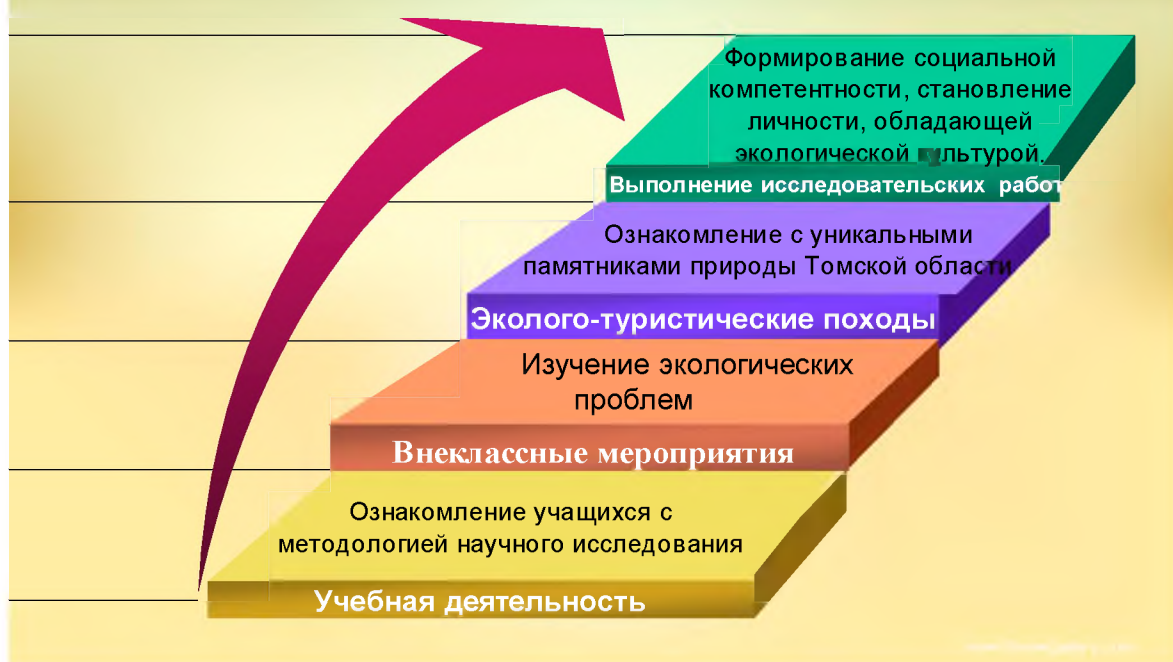 Формирование социальной
компетентности, становление
личности, обладающей
экологической культурой.
Выполнение исследовательских работ
Ознакомление с уникальными
памятниками природы Томской области
Эколого-туристические походы
Изучение экологических
проблем
Внеклассные мероприятия
Ознакомление учащихся с
методологией научного исследования
Учебная деятельность